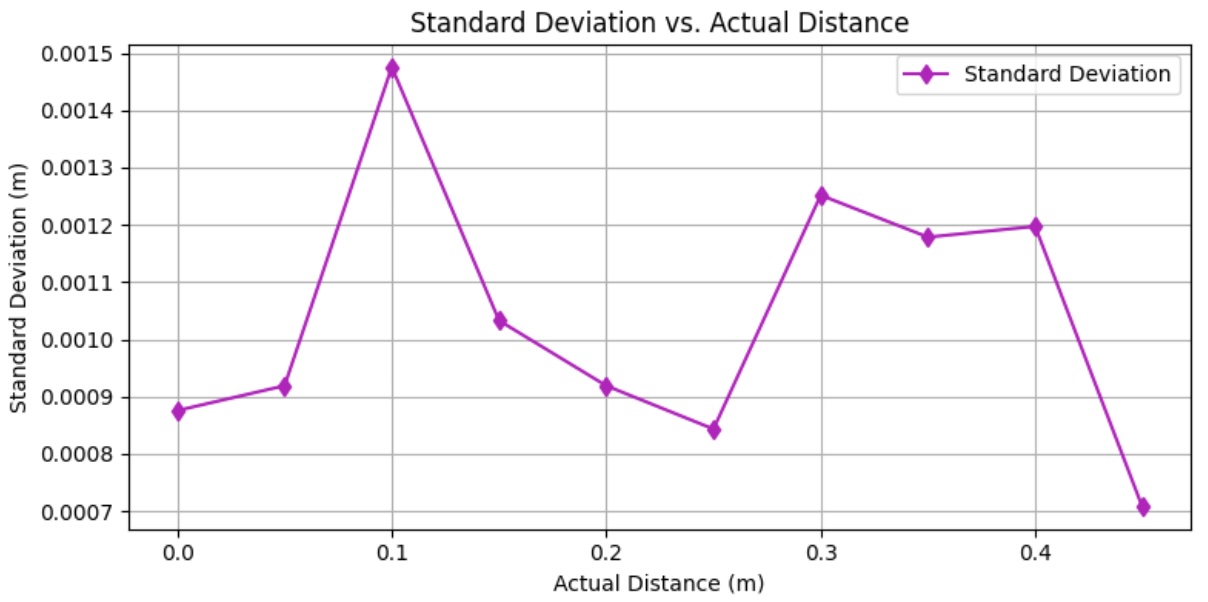 Standard Deviation vs. Actual Distance
Standard Deviation
0.0015
0.0014
0.0013
0.0012
0.0011
0.0010
0.0009
0.0008
0.0007
Standard Deviation (m)
0.0 0.1 0.2 0.3 0.4
Actual Distance (m)